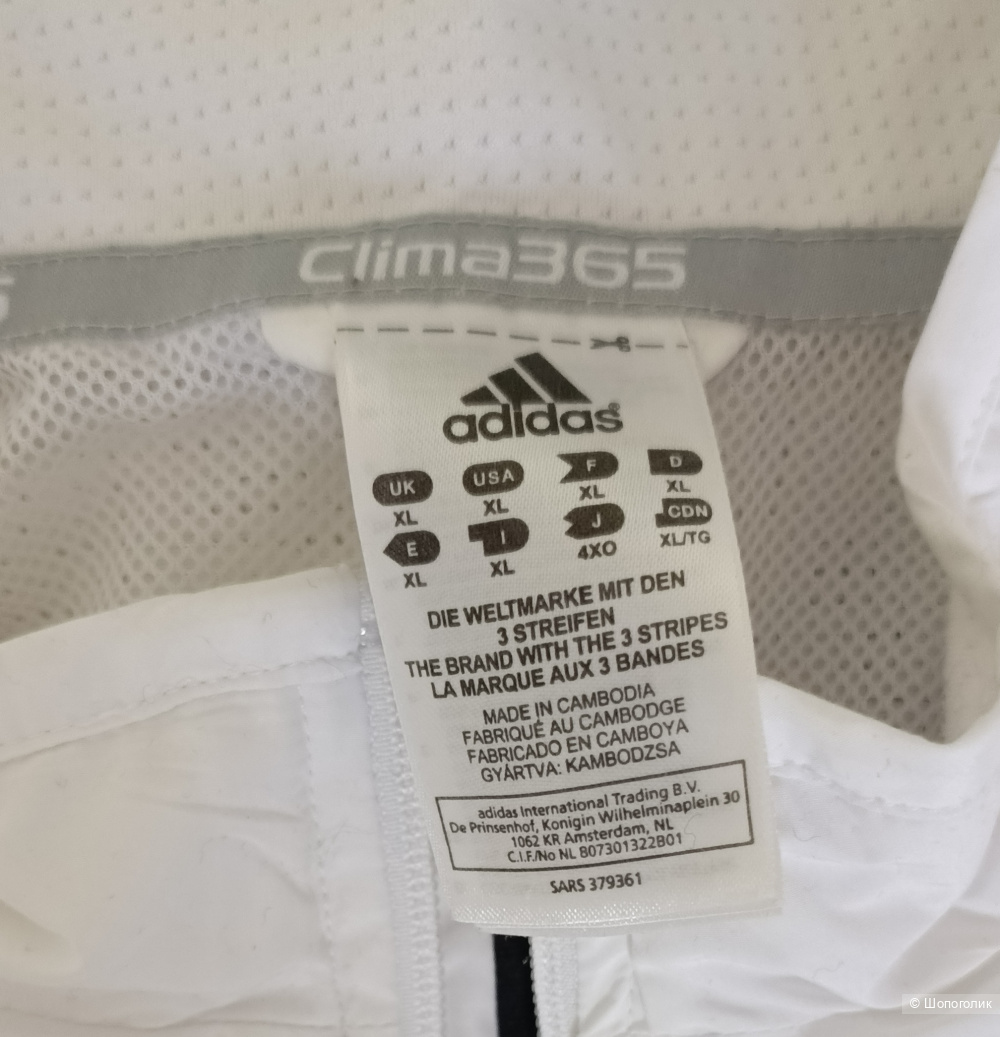 Clima365
5
adidas®
UK USA F D
XL XL XL XL
E I J CDN
XL XL 4XO XL/TG
DIE WELTMARKE MIT DEN
3 STREIFEN
THE BRAND WITH THE 3 STRIPES
LA MARQUE AUX 3 BANDES
MADE IN CAMBODIA
FABRIQUÉ AU CAMBODGE
FABRICADO EN CAMBOYA
GYÁRTVA: KAMBODZSA
adidas International Trading B.V.
De Prinsenhof, Konigin Wilhelminaplein 30
1062 KR Amsterdam, NL
C.I.F./No NL 807301322B01
SARS 379361
© Шопоголик